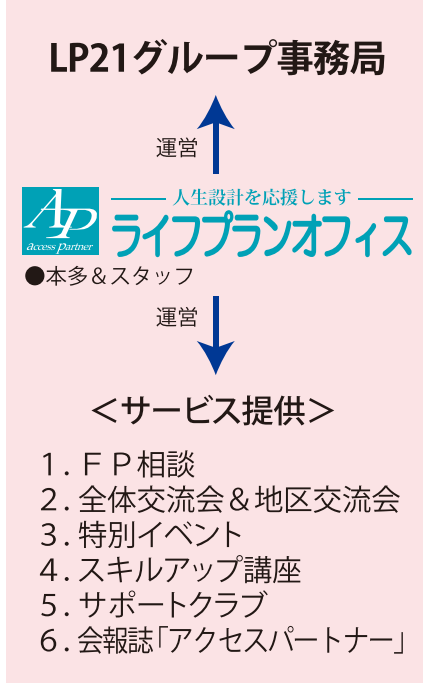 LP21グループ事務局
運営
AP
access partner
人生設計を応援します
ライフプランオフィス
●本多＆スタッフ
運営
＜サービス提供＞
1．ＦＰ相談
2．全体交流会＆地区交流会
3．特別イベント
4．スキルアップ講座
5．サポートクラブ
6．会報誌「アクセスパートナー」